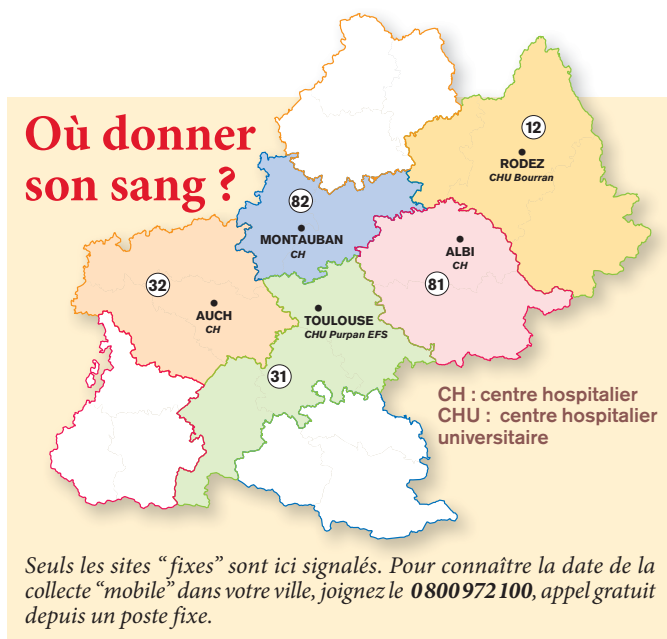 Où donner
son sang ?
12
RODEZ
CHU Bourran
82
MONTAUBAN
CH
ALBI
CH
81
32
AUCH
CH
TOULOUSE
CHU Purpan EFS
31
CH : centre hospitalier
CHU : centre hospitalier
universitaire
Seuls les sites “fixes” sont ici signalés. Pour connaître la date de la
collecte “mobile” dans votre ville, joignez le 0 800 972 100, appel gratuit
depuis un poste fixe.